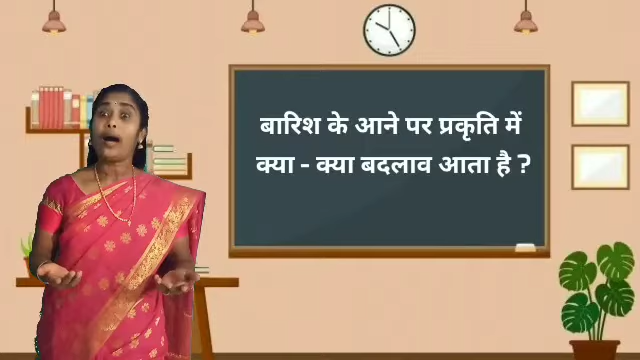 बारिश के आने पर प्रकृति में
क्या - क्या बदलाव आता है ?